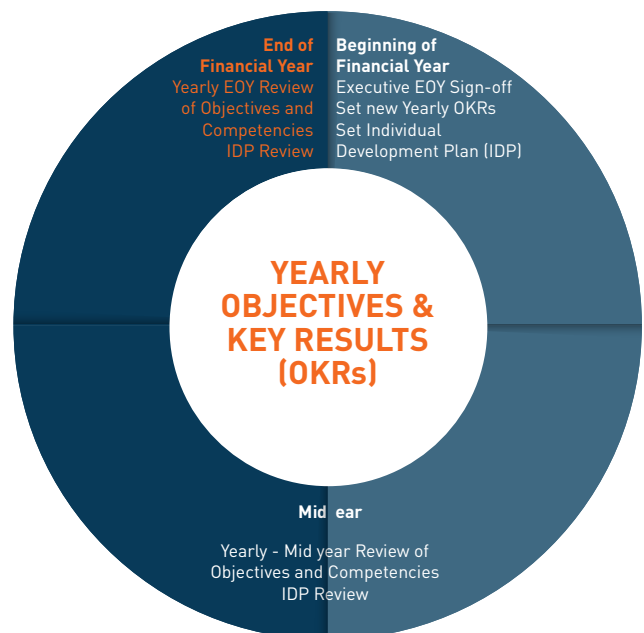 End of
Financial Year
Yearly EOY Review
of Objectives and
Competencies
IDP Review
Beginning of
Financial Year
Executive EOY Sign-off
Set new Yearly OKRs
Set Individual
Development Plan (IDP)
YEARLY
OBJECTIVES &
KEY RESULTS
(OKRs)
Mid ear
Yearly - Mid year Review of
Objectives and Competencies
IDP Review